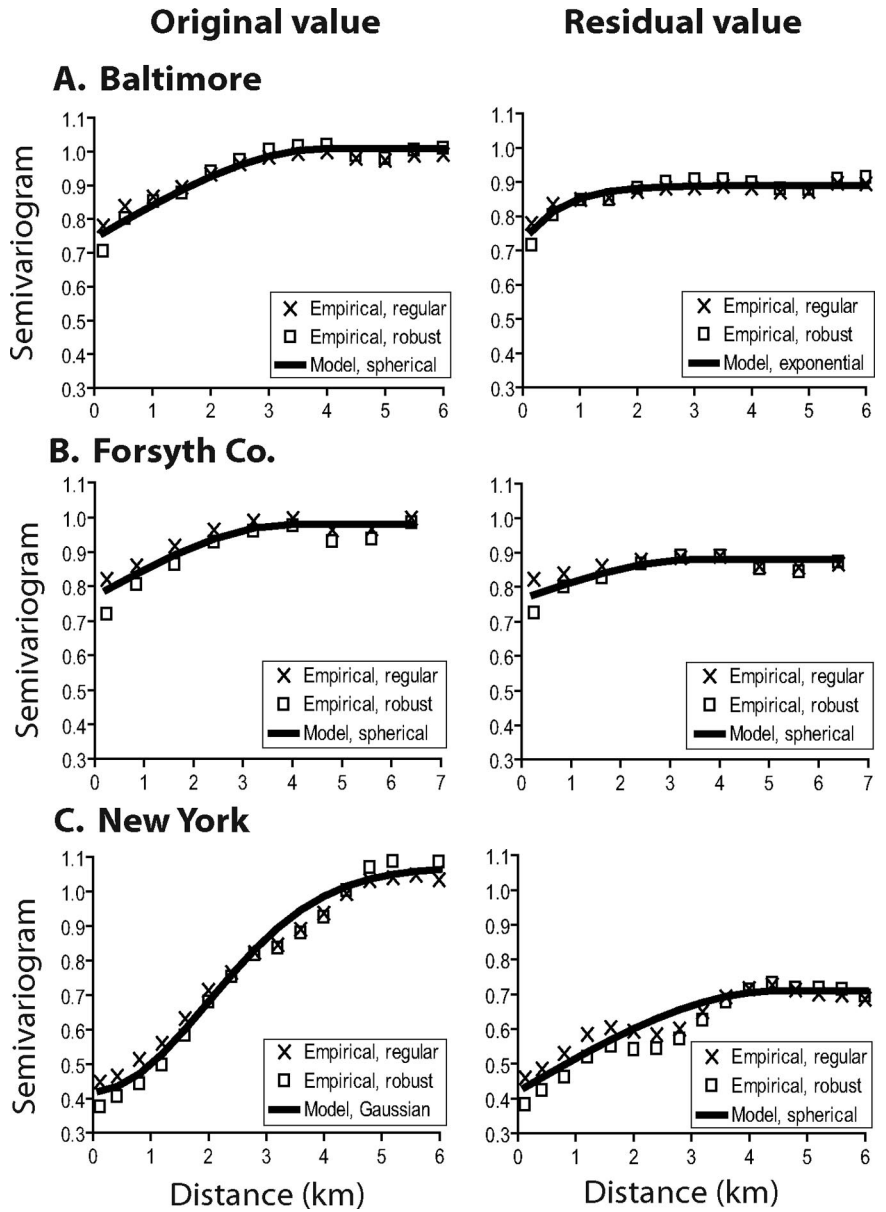 Original value
Residual value
A. Baltimore
Semivariogram
1.1
1.0
0.9
0.8
0.7
0.6
0.5
0.4
0.3
0 1 2 3 4 5 6
Empirical, regular
Empirical, robust
Model, spherical
1.1
1.0
0.9
0.8
0.7
0.6
0.5
0.4
0.3
0 1 2 3 4 5 6
Empirical, regular
Empirical, robust
Model, exponential
B. Forsyth Co.
Semivariogram
1.1
1.0
0.9
0.8
0.7
0.6
0.5
0.4
0.3
0 1 2 3 4 5 6 7
Empirical, regular
Empirical, robust
Model, spherical
1.1
1.0
0.9
0.8
0.7
0.6
0.5
0.4
0.3
0 1 2 3 4 5 6 7
Empirical, regular
Empirical, robust
Model, spherical
C. New York
Semivariogram
1.1
1.0
0.9
0.8
0.7
0.6
0.5
0.4
0.3
0 1 2 3 4 5 6
Empirical, regular
Empirical, robust
Model, Gaussian
Distance (km)
1.1
1.0
0.9
0.8
0.7
0.6
0.5
0.4
0.3
0 1 2 3 4 5 6
Empirical, regular
Empirical, robust
Model, spherical
Distance (km)